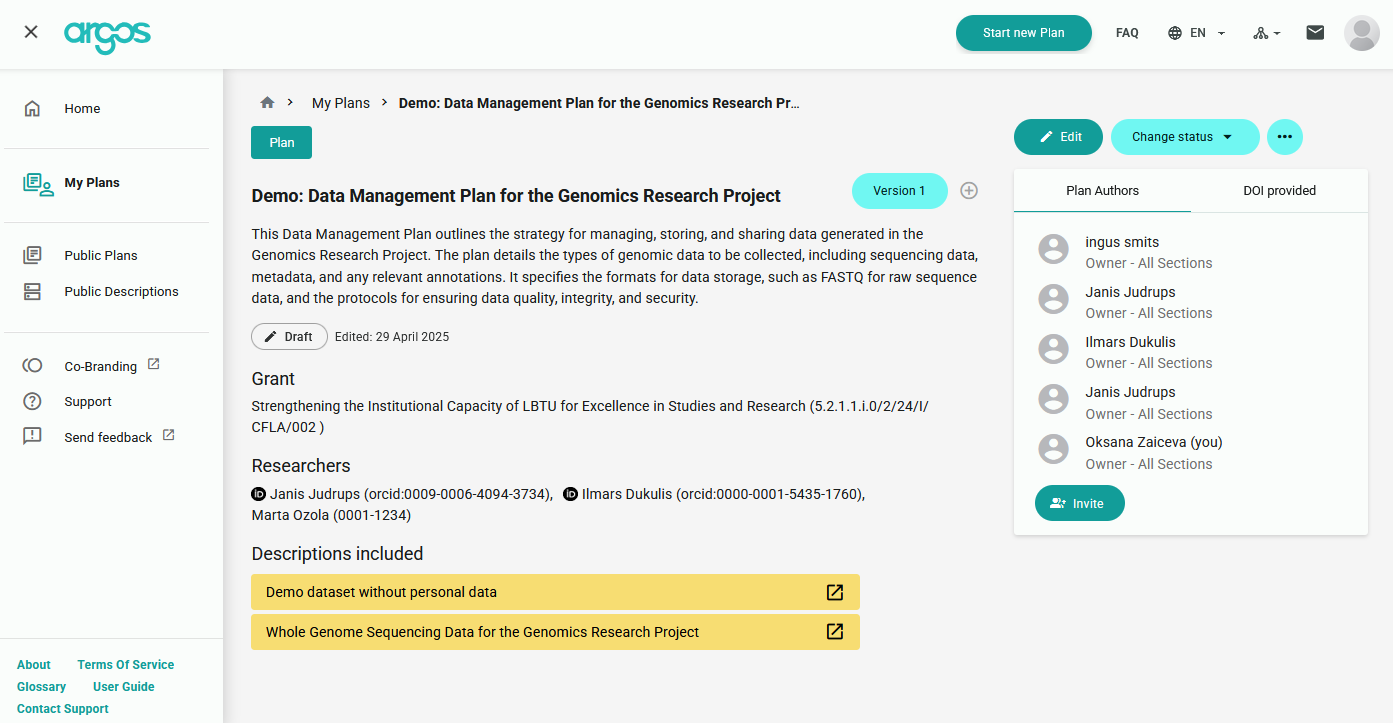 argos
Start new Plan
FAQ
EN
Home
My Plans
Public Plans
Public Descriptions
Co-Branding
Support
Send feedback
About Terms Of Service
Glossary User Guide
Contact Support
My Plans Demo: Data Management Plan for the Genomics Research Pr...
Plan
Demo: Data Management Plan for the Genomics Research Project
Version 1
This Data Management Plan outlines the strategy for managing, storing, and sharing data generated in the
Genomics Research Project. The plan details the types of genomic data to be collected, including sequencing data,
metadata, and any relevant annotations. It specifies the formats for data storage, such as FASTQ for raw sequence
data, and the protocols for ensuring data quality, integrity, and security.
Draft Edited: 29 April 2025
Grant
Strengthening the Institutional Capacity of LBTU for Excellence in Studies and Research (5.2.1.1.i.0/2/24/I/
CFLA/002 )
Researchers
iD Janis Judrups (orcid:0009-0006-4094-3734), iD Ilmars Dukulis (orcid:0000-0001-5435-1760),
Marta Ozola (0001-1234)
Descriptions included
Demo dataset without personal data
Whole Genome Sequencing Data for the Genomics Research Project
Edit
Change status
Plan Authors DOI provided
ingus smits
Owner - All Sections
Janis Judrups
Owner - All Sections
Ilmars Dukulis
Owner - All Sections
Janis Judrups
Owner - All Sections
Oksana Zaiceva (you)
Owner - All Sections
Invite